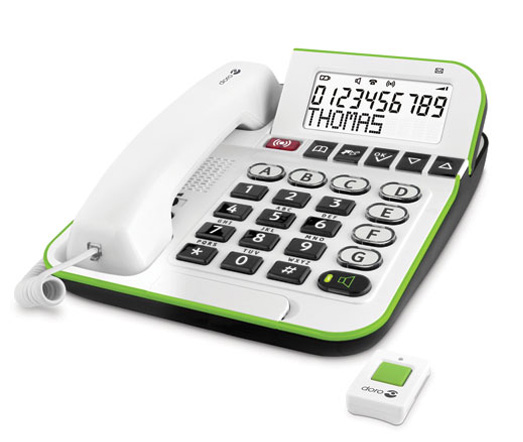 doro
0123456789
THOMAS
OK
A B C D
1 2 3
ABC DEF
E
4 5 6
GHI JKL MNO
F
7 8 9
PQRS TUV WXYZ
G
* 0 #
doro